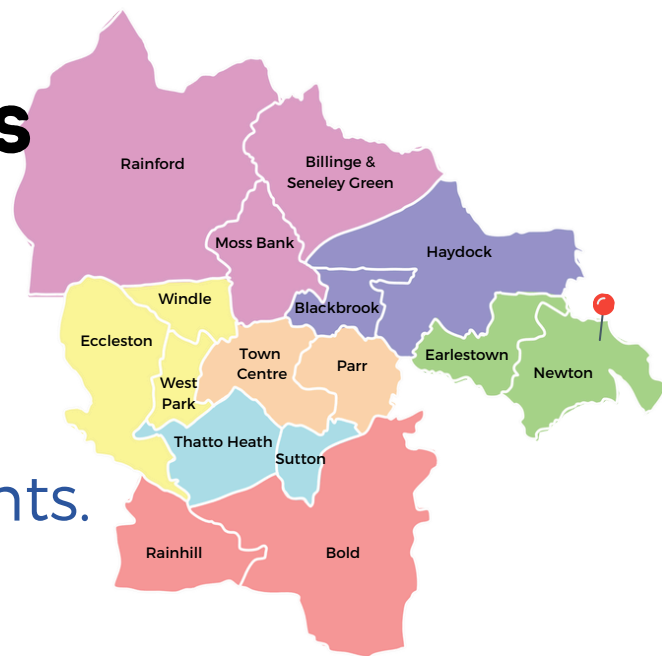 s
Rainford
Billinge &
Seneley Green
Moss Bank
Haydock
Windle
Blackbrook
Eccleston
Town
Centre
Parr
Earlestown
Newton
West
Park
Thatto Heath
Sutton
nts.
Rainhill
Bold